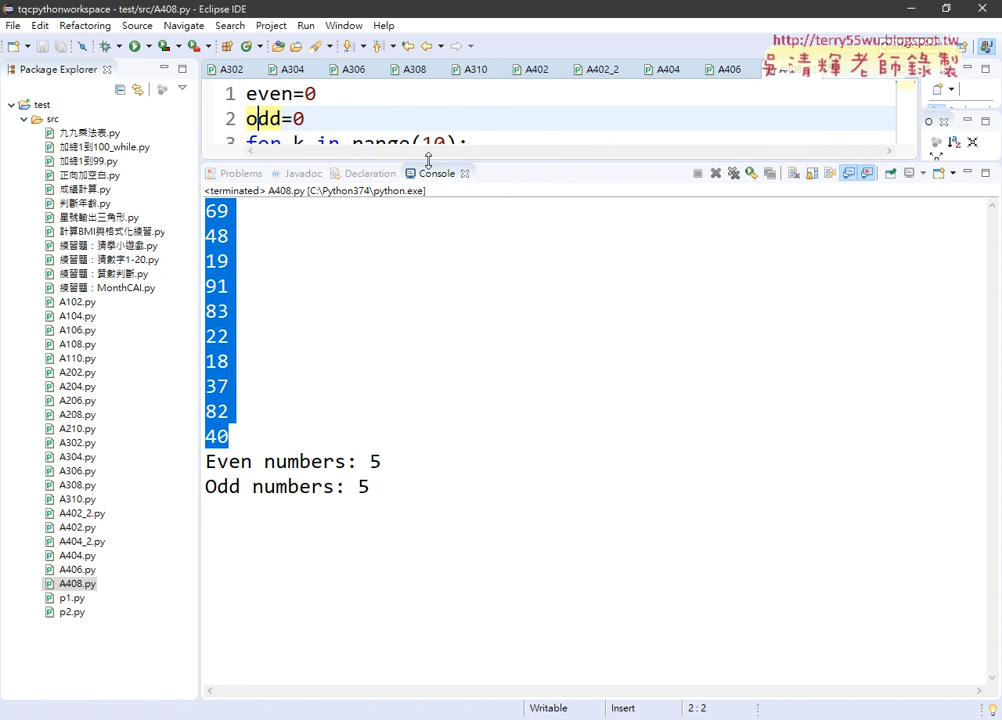 tqcpythonworkspace - test/src/A408.py - Eclipse IDE
File Edit Refactoring Source Navigate Search Project Run Window Help
http://terry55wu.blogspot.tw
吳清輝老師錄製
Package Explorer
A302 A304 A306 A308 A310 A402 A402_2 A404 A406
test
src
九九乘法表.py
加總1到100_while.py
加總1到99.py
正向加空白.py
成績計算.py
判斷年齡.py
星號輸出三角形.py
計算BMI與格式化練習.py
練習題：猜拳小遊戲.py
練習題：猜數字1-20.py
練習題：質數判斷.py
練習題：MonthCAI.py
A102.py
A104.py
A106.py
A108.py
A110.py
A202.py
A204.py
A206.py
A208.py
A210.py
A302.py
A304.py
A306.py
A308.py
A310.py
A402_2.py
A402.py
A404_2.py
A404.py
A406.py
A408.py
p1.py
p2.py
1 even=0
2 odd=0
3 for k in range(10):
Problems Javadoc Declaration Console
<terminated> A408.py [C:\Python374\python.exe]
69
48
19
91
83
22
18
37
82
40
Even numbers: 5
Odd numbers: 5
Writable Insert 2 : 2